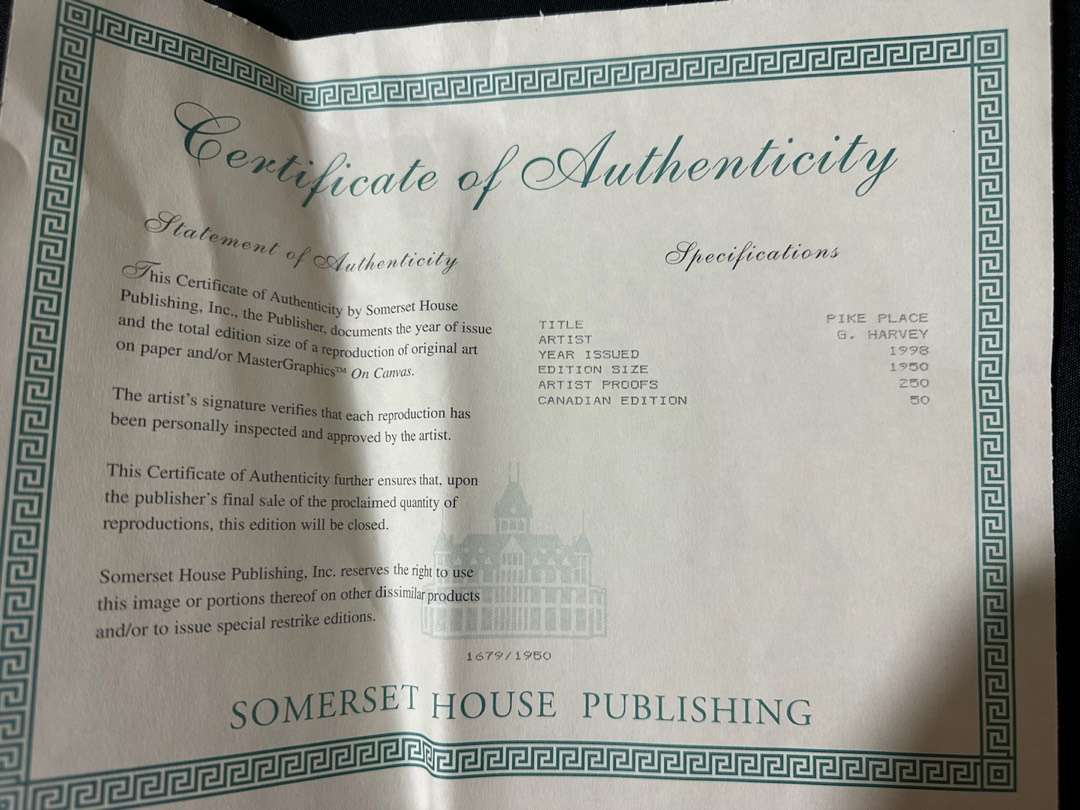 Certificate of Authenticity
Statement of Authenticity
This Certificate of Authenticity by Somerset House
Publishing, Inc., the Publisher, documents the year of issue
and the total edition size of a reproduction of original art
on paper and/or MasterGraphics™ On Canvas.
The artist's signature verifies that each reproduction has
been personally inspected and approved by the artist.
This Certificate of Authenticity further ensures that, upon
the publisher's final sale of the proclaimed quantity of
reproductions, this edition will be closed.
Somerset House Publishing, Inc. reserves the right to use
this image or portions thereof on other dissimilar products
and/or to issue special restrike editions.
Specifications
TITLE PIKE PLACE
ARTIST G. HARVEY
YEAR ISSUED 1998
EDITION SIZE 1950
ARTIST PROOFS 250
CANADIAN EDITION 50
1679/1950
SOMERSET HOUSE PUBLISHING